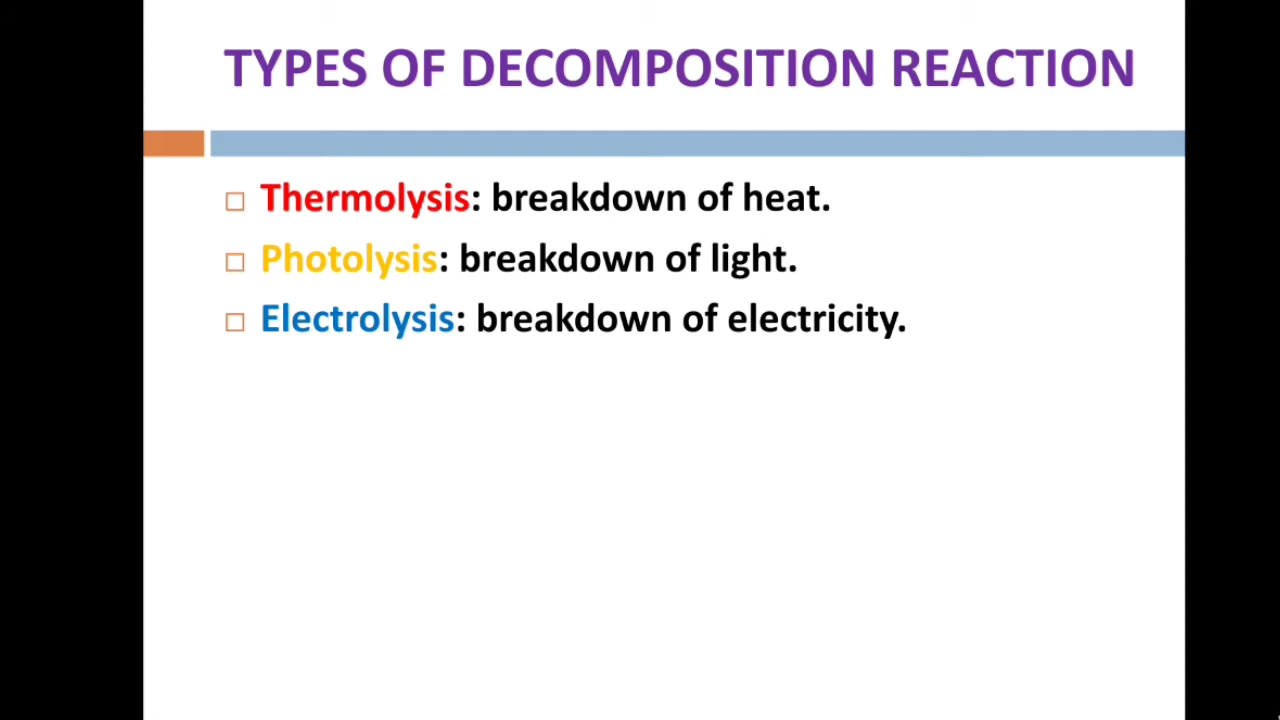 TYPES OF DECOMPOSITION REACTION
Thermolysis: breakdown of heat.
Photolysis: breakdown of light.
Electrolysis: breakdown of electricity.